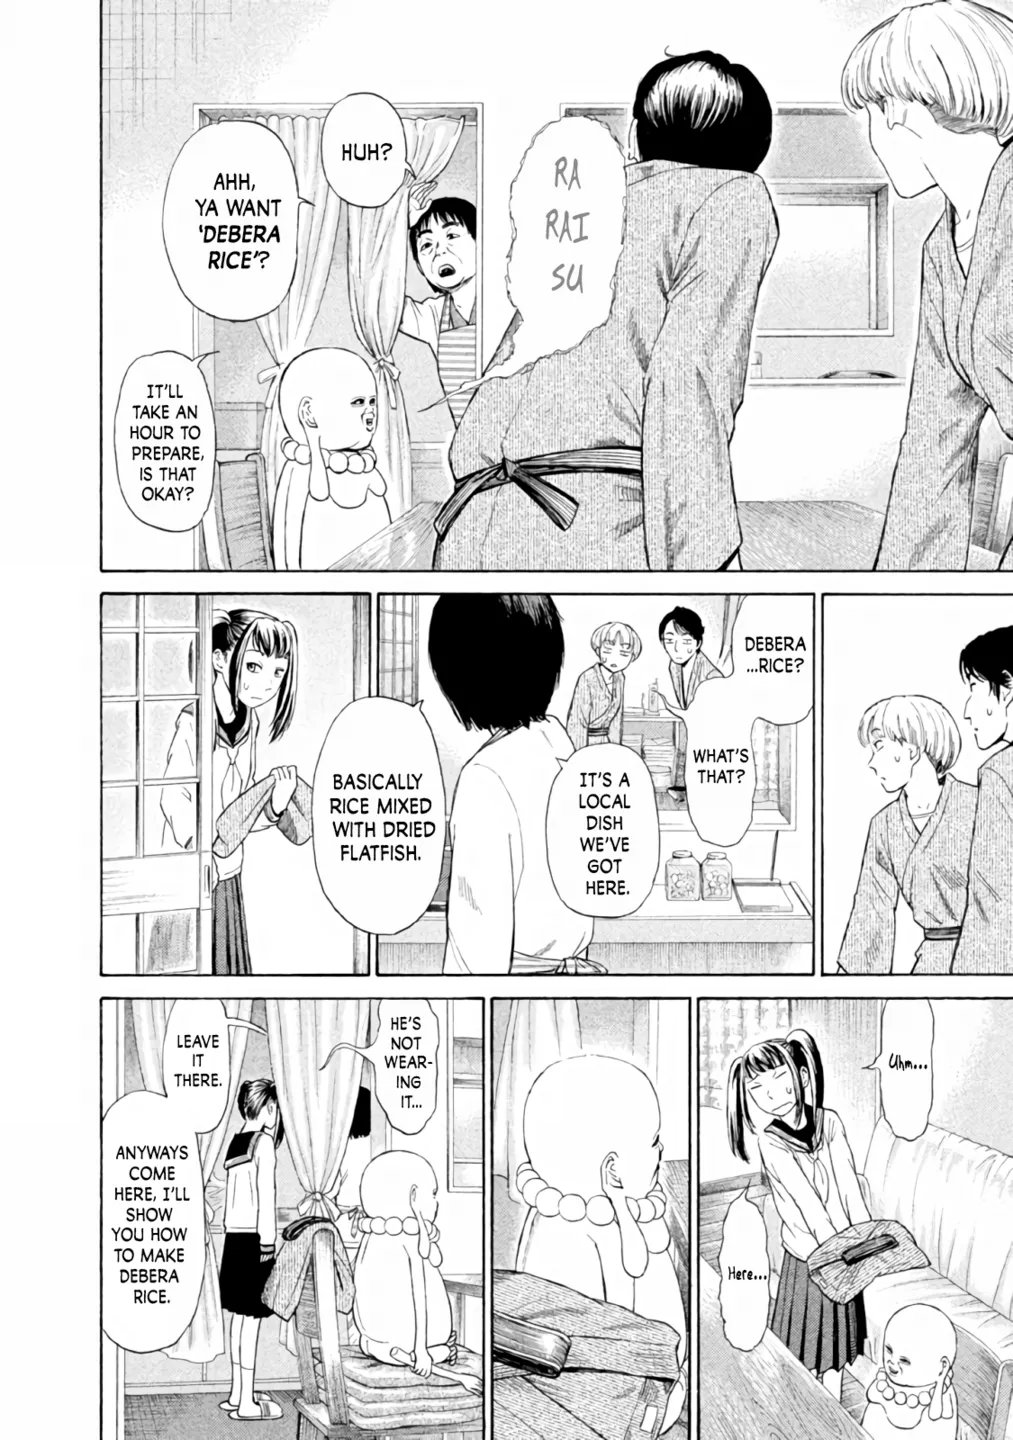 RA
RAI
SU
HUH?
AHH,
YA WANT
'DEBERA
RICE'?
IT'LL
TAKE AN
HOUR TO
PREPARE,
IS THAT
OKAY?
DEBERA
...RICE?
WHAT'S
THAT?
IT'S A
LOCAL
DISH
WE'VE
GOT
HERE.
BASICALLY
RICE MIXED
WITH DRIED
FLATFISH.
Uhm...
Here...
HE'S
NOT
WEAR-
ING
IT...
LEAVE
IT
THERE.
ANYWAYS
COME
HERE, I'LL
SHOW
YOU HOW
TO MAKE
DEBERA
RICE.